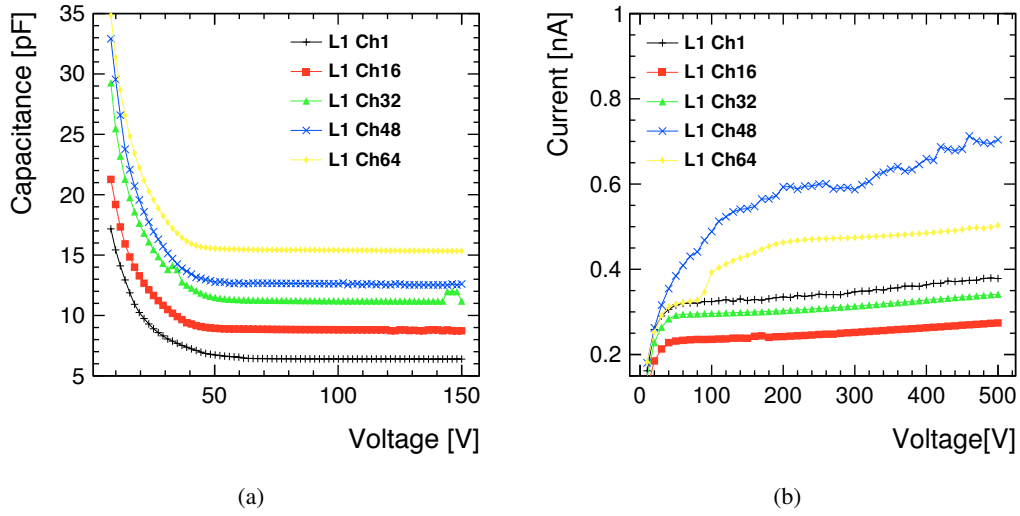 Capacitance [pF]
35
30
25
20
15
10
5
L1 Ch1
L1 Ch16
L1 Ch32
L1 Ch48
L1 Ch64
50
100
150
Voltage [V]
(a)
Current [nA]
1
0.8
0.6
0.4
0.2
L1 Ch1
L1 Ch16
L1 Ch32
L1 Ch48
L1 Ch64
0
100
200
300
400
500
Voltage[V]
(b)